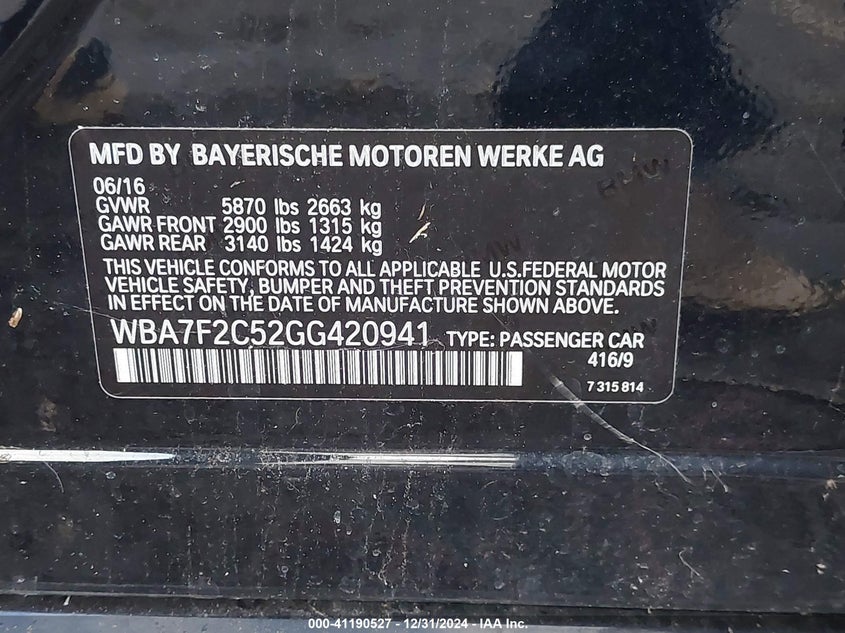 MFD BY BAYERISCHE MOTOREN WERKE AG
BMW
06/16
GVWR 5870 lbs 2663 kg
GAWR FRONT 2900 lbs 1315 kg
GAWR REAR 3140 lbs 1424 kg
THIS VEHICLE CONFORMS TO ALL APPLICABLE U.S.FEDERAL MOTOR
VEHICLE SAFETY, BUMPER AND THEFT PREVENTION STANDARDS
IN EFFECT ON THE DATE OF MANUFACTURE SHOWN ABOVE.
WBA7F2C52GG420941 TYPE: PASSENGER CAR
416/9
7 315 814
000-41190527 - 12/31/2024 - IAA Inc.